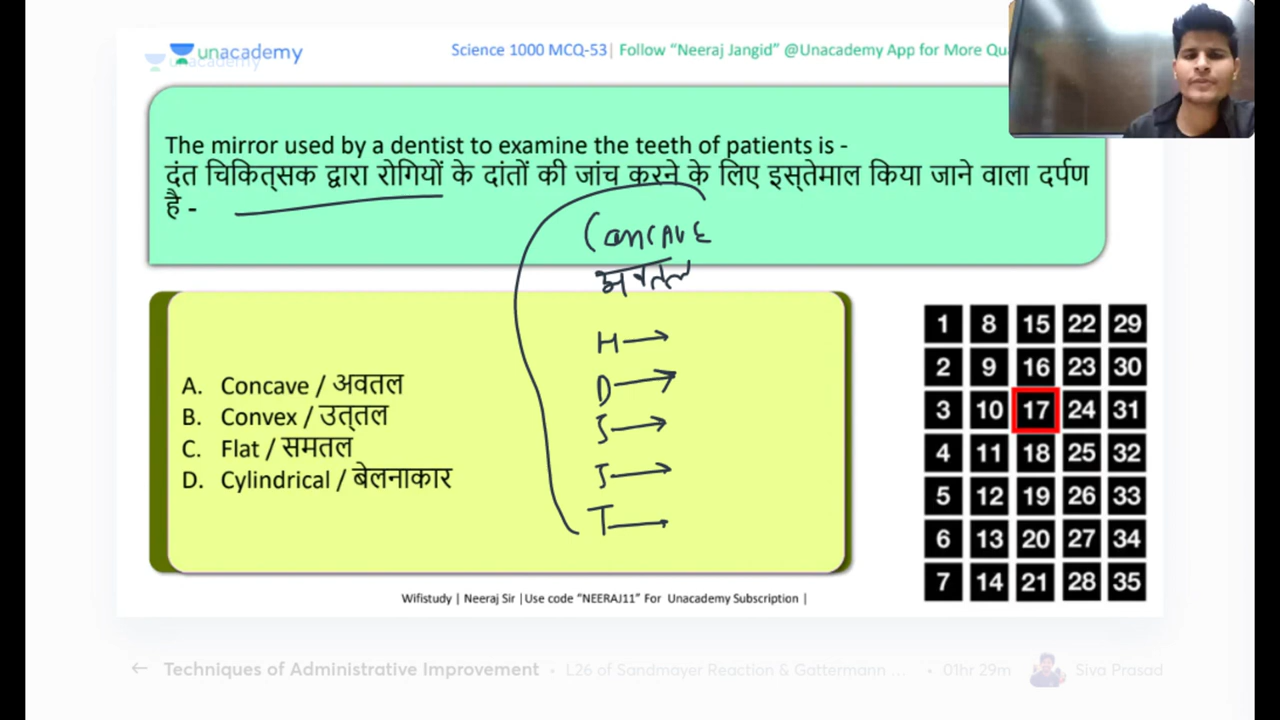 unacademy
Science 1000 MCQ-53| Follow "Neeraj Jangid" @Unacademy App for More Qu
The mirror used by a dentist to examine the teeth of patients is -
दंत चिकित्सक द्वारा रोगियों के दांतों की जांच करने के लिए इस्तेमाल किया जाने वाला दर्पण
है -
CONCAVE
अवतल
H→
D→
S→
S→
T→
A. Concave / अवतल
B. Convex / उत्तल
C. Flat / समतल
D. Cylindrical / बेलनाकार
1 8 15 22 29
2 9 16 23 30
3 10 17 24 31
4 11 18 25 32
5 12 19 26 33
6 13 20 27 34
7 14 21 28 35
Wifistudy | Neeraj Sir |Use code "NEERAJ11" For Unacademy Subscription |
← Techniques of Administrative Improvement • L26 of Sandmayer Reaction & Gattermann ... • 01hr 29m Siva Prasad